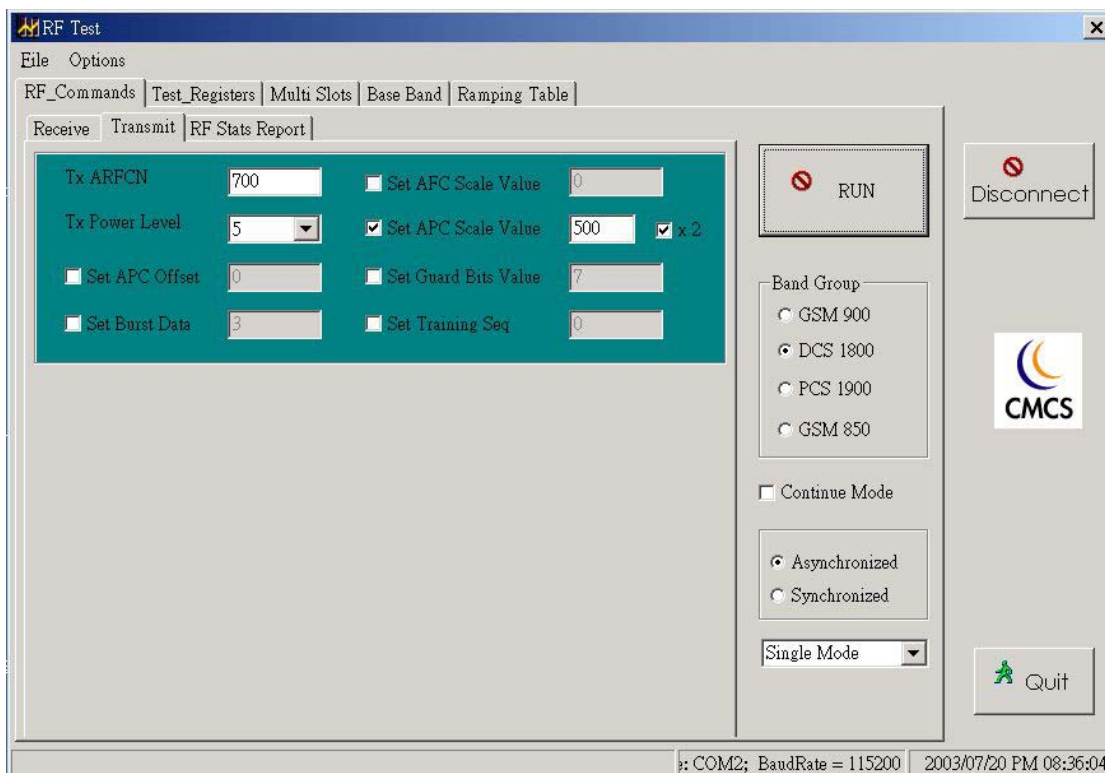 RF Test
File Options
RF_Commands Test_Registers Multi Slots Base Band Ramping Table
Receive Transmit RF Stats Report
Tx ARFCN 700 Set AFC Scale Value 0
Tx Power Level 5 Set APC Scale Value 500 x 2
Set APC Offset 0 Set Guard Bits Value 7
Set Burst Data 3 Set Training Seq 0
RUN
Band Group
GSM 900
DCS 1800
PCS 1900
GSM 850
Continue Mode
Asynchronized
Synchronized
Single Mode
Disconnect
CMCS
Quit
e: COM2; BaudRate = 115200 2003/07/20 PM 08:36:04